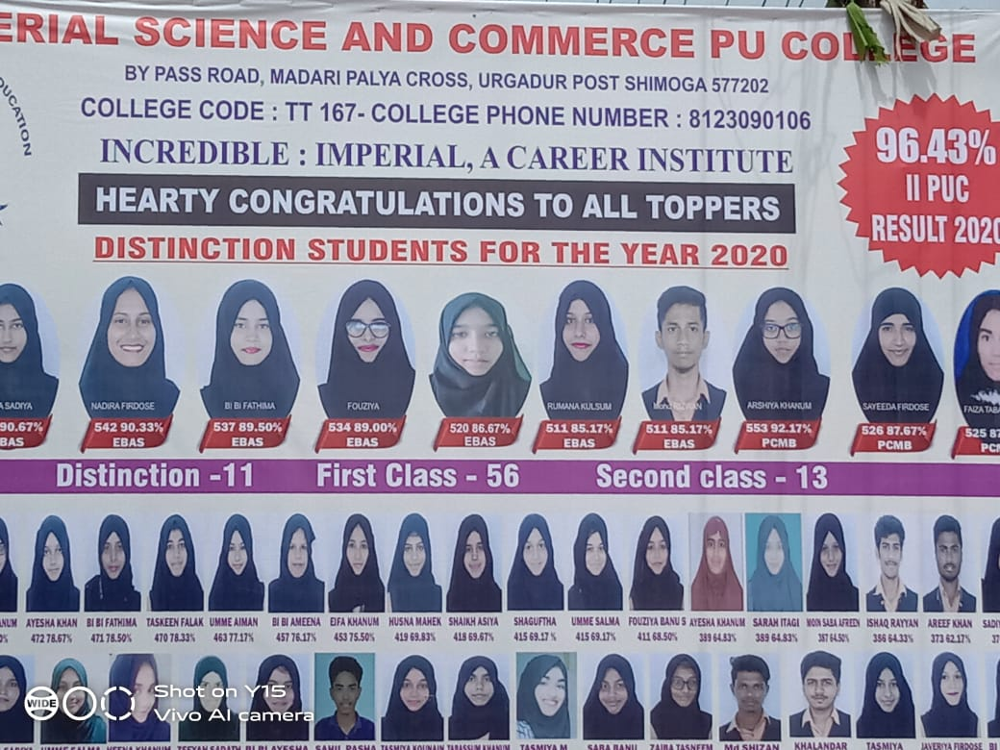 ERIAL SCIENCE AND COMMERCE PU COLLEGE
BY PASS ROAD, MADARI PALYA CROSS, URGADUR POST SHIMOGA 577202
COLLEGE CODE : TT 167- COLLEGE PHONE NUMBER : 8123090106
INCREDIBLE : IMPERIAL, A CAREER INSTITUTE
HEARTY CONGRATULATIONS TO ALL TOPPERS
DISTINCTION STUDENTS FOR THE YEAR 2020
DUCATION
96.43%
II PUC
RESULT 2020
A SADIYA NADIRA FIRDOSE BI BI FATHIMA FOUZIYA RUMANA KULSUM Mohd RIZWAN ARSHIYA KHANUM SAYEEDA FIRDOSE FAIZA TABA
90.67% 542 90.33% 537 89.50% 534 89.00% 520 86.67% 511 85.17% 511 85.17% 553 92.17% 526 87.67% 525 87
BAS EBAS EBAS EBAS EBAS EBAS EBAS PCMB PCMB PCM
Distinction -11 First Class - 56 Second class - 13
ANUM AYESHA KHAN BI BI FATHIMA TASKEEN FALAK UMME AIMAN BI BI AMEENA EIFA KHANUM HUSNA MAHEK SHAIKH ASIYA SHAGUFTHA UMME SALMA FOUZIYA BANU S AYESHA KHANUM SARAH ITAGI MOIN SABA AFREEN ISHAQ RAYYAN AREEF KHAN SADIY
472 78.67% 471 78.50% 470 78.33% 463 77.17% 457 76.17% 453 75.50% 419 69.83% 418 69.67% 415 69.17 % 415 69.17% 411 68.50% 389 64.83% 389 64.83% 387 64.50% 386 64.33% 373 62.17% 37
UMME SALMA HEENA KHANUM ZEEYAN SADATH BI BI AYESHA SAHIL PASHA TASMIYA KOUNAIN TABASSUM KHANUM TASMIYA M SABA BANU ZAIBA TASNEEM Md SHIZAN KHALANDAR TASMIYA AVERIYA FIRDOSE BI
WIDE
Shot on Y15
Vivo AI camera